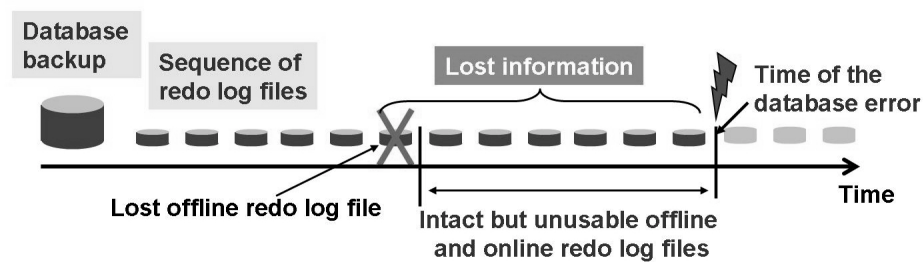 Database
backup
Sequence of
redo log files
Lost information
Time of the
database error
Lost offline redo log file
Time
Intact but unusable offline
and online redo log files